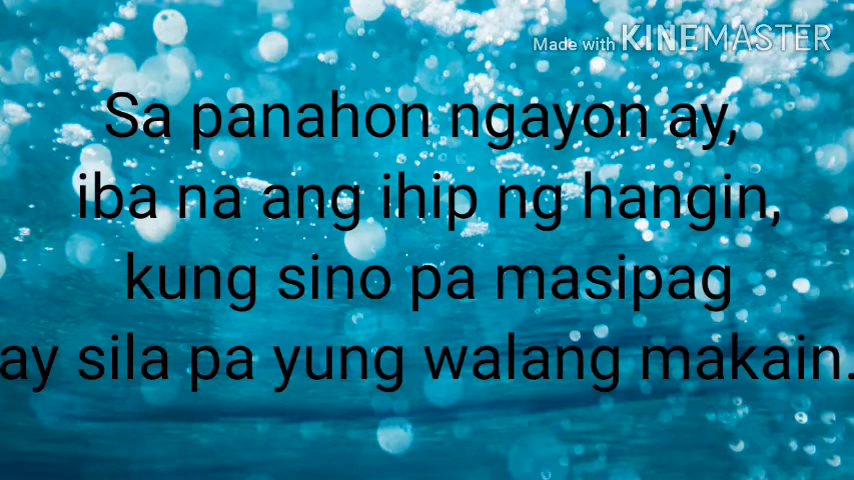 Made with KINEMASTER
Sa panahon ngayon ay,
iba na ang ihip ng hangin,
kung sino pa masipag
ay sila pa yung walang makain.